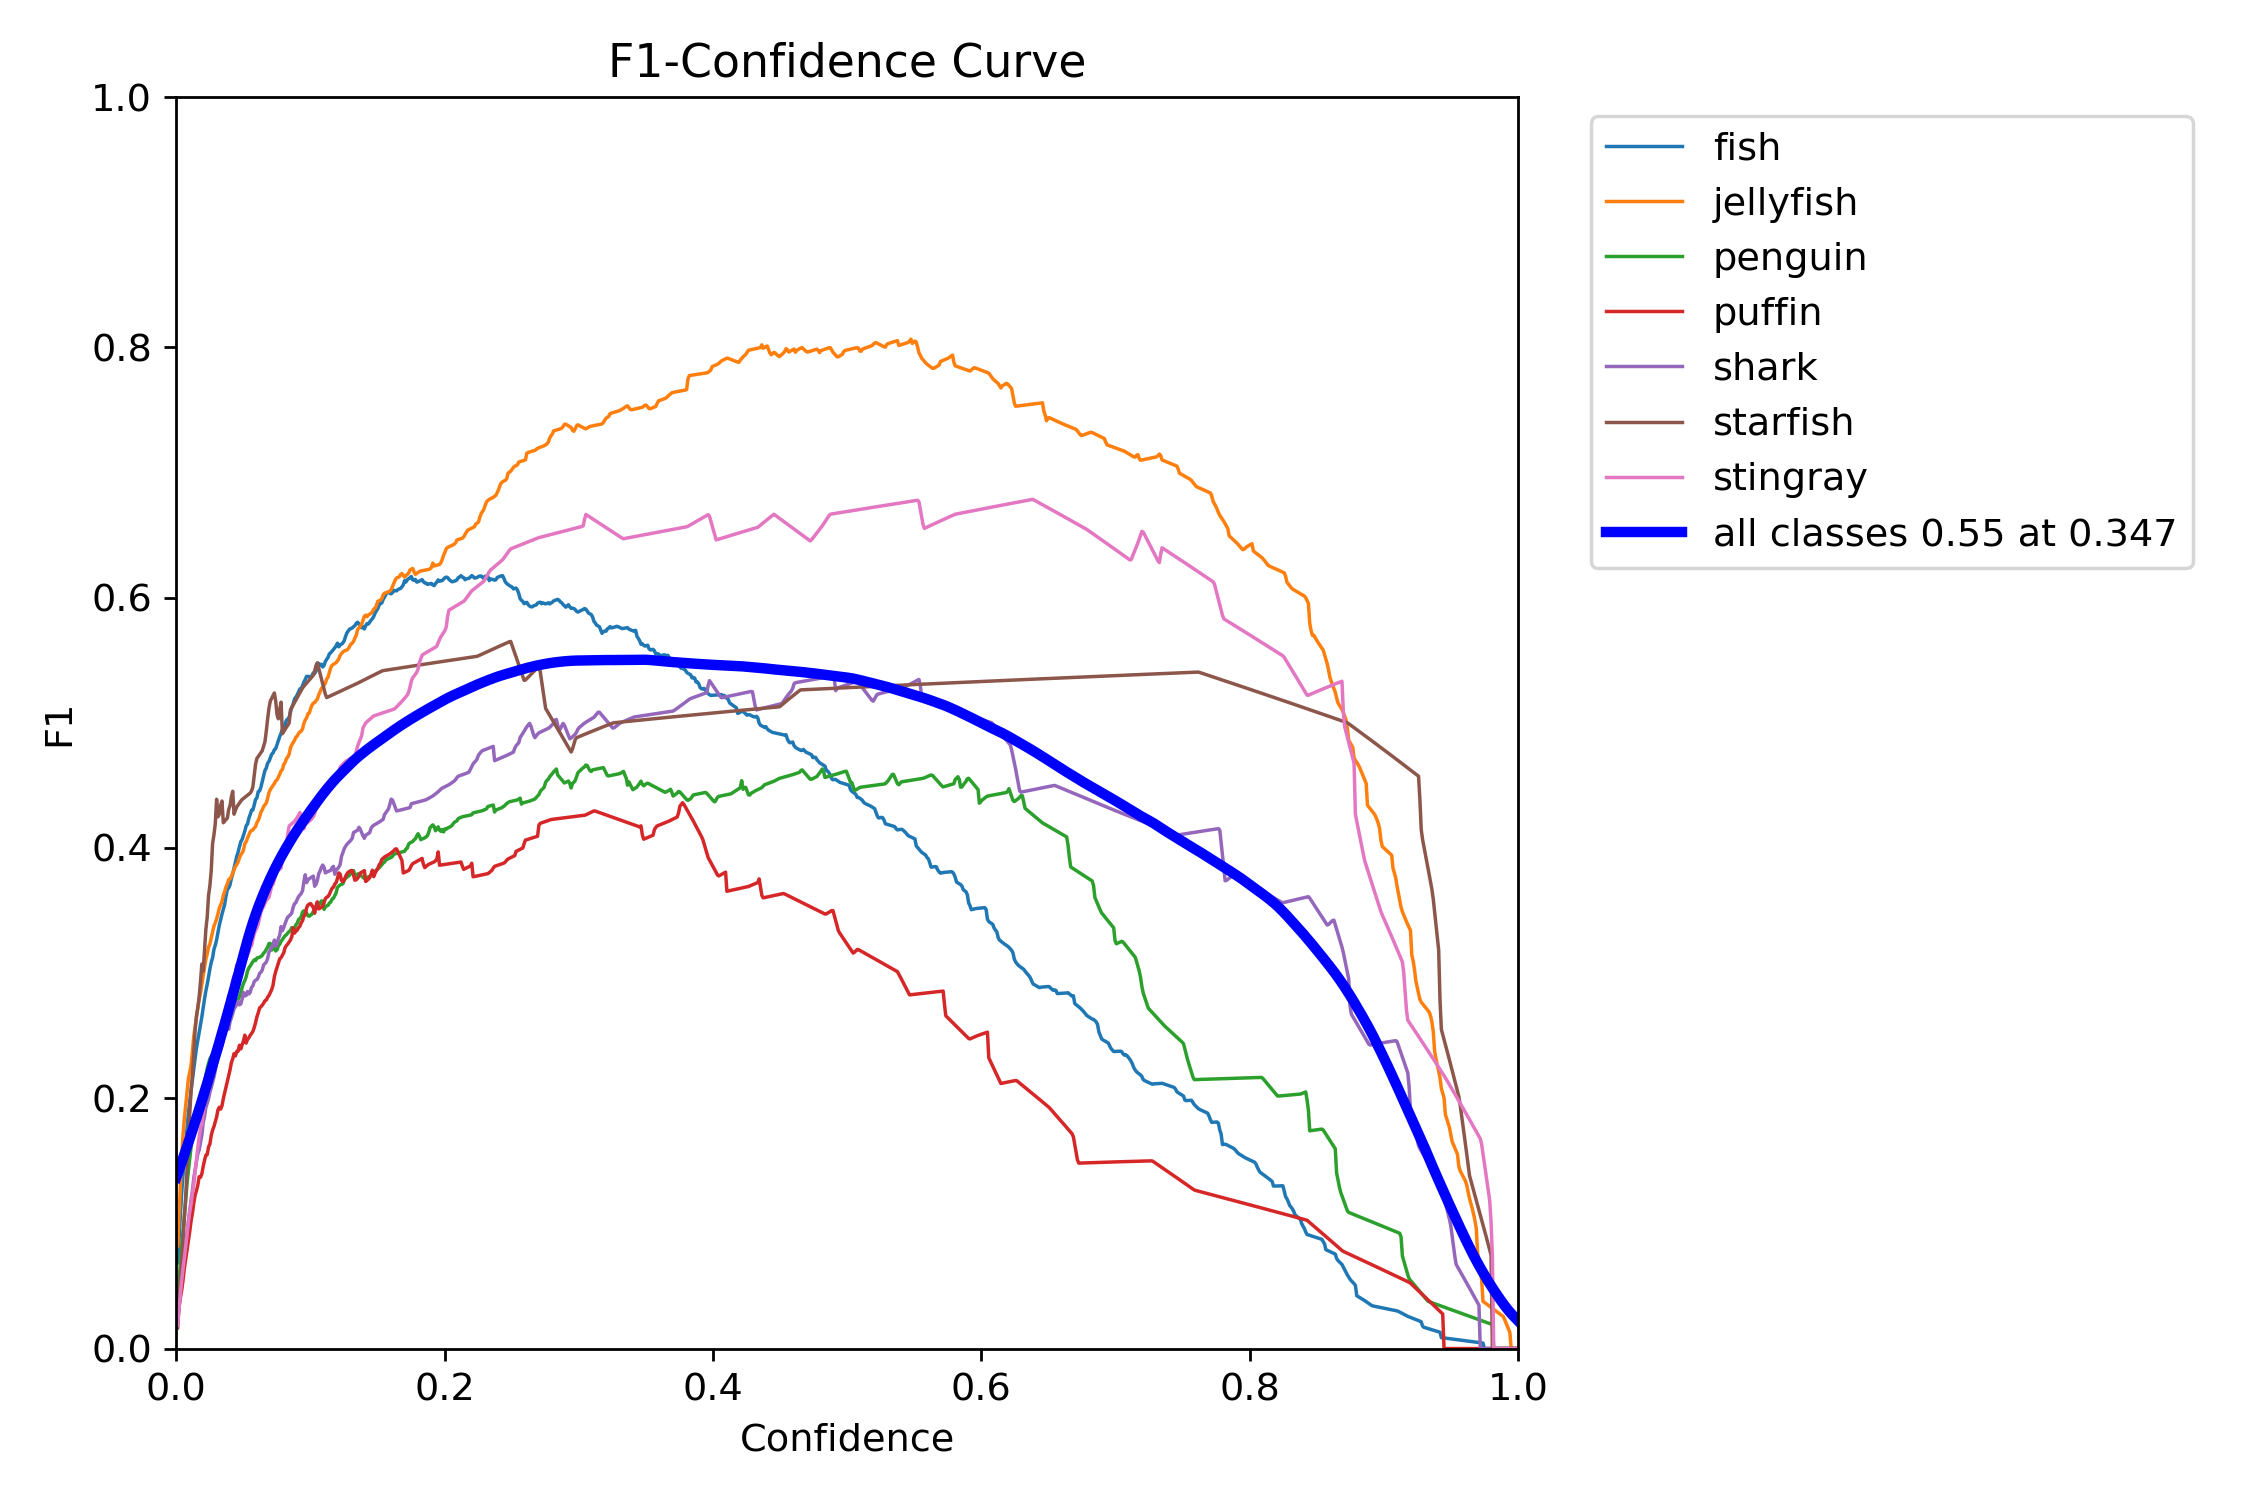 F1-Confidence Curve
1.0
0.8
0.6
0.4
0.2
0.0
F1
0.0 0.2 0.4 0.6 0.8 1.0
Confidence
fish
jellyfish
penguin
puffin
shark
starfish
stingray
all classes 0.55 at 0.347